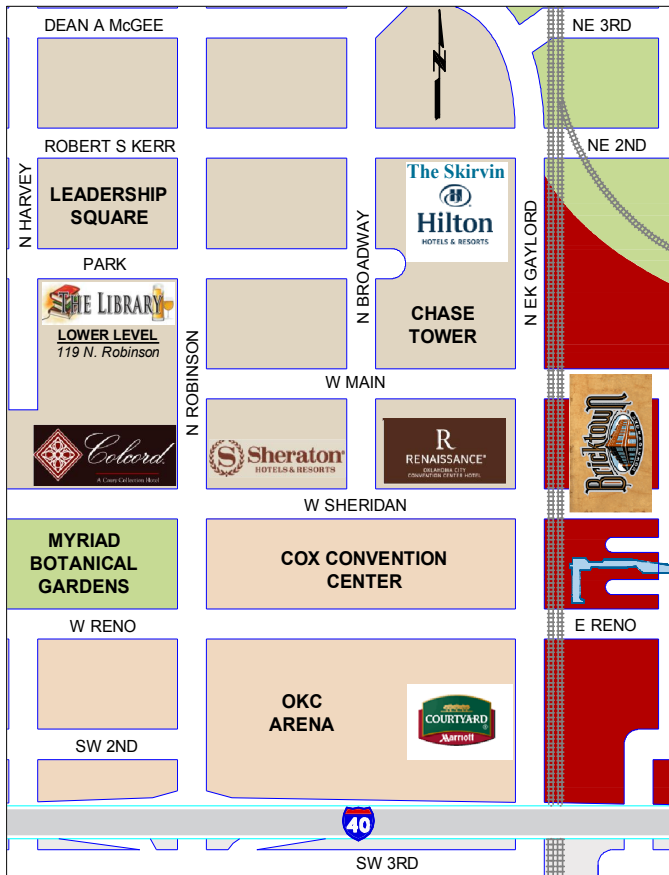 DEAN A McGEE
NE 3RD
N
ROBERT S KERR
NE 2ND
N HARVEY
LEADERSHIP
SQUARE
The Skirvin
Hilton
HOTELS & RESORTS
N BROADWAY
N EK GAYLORD
PARK
THE LIBRARY
LOWER LEVEL
119 N. Robinson
N ROBINSON
CHASE
TOWER
W MAIN
Colcord
A Coury Collection Hotel
S
Sheraton
HOTELS & RESORTS
R
RENAISSANCE®
OKLAHOMA CITY
CONVENTION CENTER HOTEL
Bricktown
W SHERIDAN
MYRIAD
BOTANICAL
GARDENS
COX CONVENTION
CENTER
W RENO
E RENO
OKC
ARENA
COURTYARD
Marriott
SW 2ND
40
SW 3RD